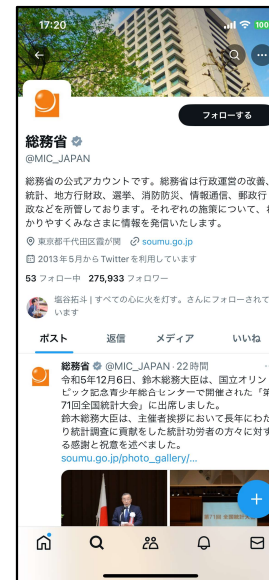 17:20
100
フォローする
総務省
@MIC_JAPAN
総務省の公式アカウントです。総務省は行政運営の改善、
統計、地方行財政、選挙、消防防災、情報通信、郵政行
政などを所管しております。それぞれの施策について、わ
かりやすくみなさまに情報を発信いたします。
東京都千代田区霞が関 soumu.go.jp
2013年5月からTwitterを利用しています
53 フォロー中 275,933 フォロワー
塩谷拓斗 | すべての心に火を灯す。さんにフォローされて
います
ポスト 返信 メディア いいね
総務省 @MIC_JAPAN · 22時間
令和5年12月6日、鈴木総務大臣は、国立オリン
ピック記念青少年総合センターで開催された「第
71回全国統計大会」に出席しました。
鈴木総務大臣は、主催者挨拶において長年にわた
り統計調査に貢献をした統計功労者の方々に対す
る感謝と祝意を述べました。
soumu.go.jp/photo_gallery/...